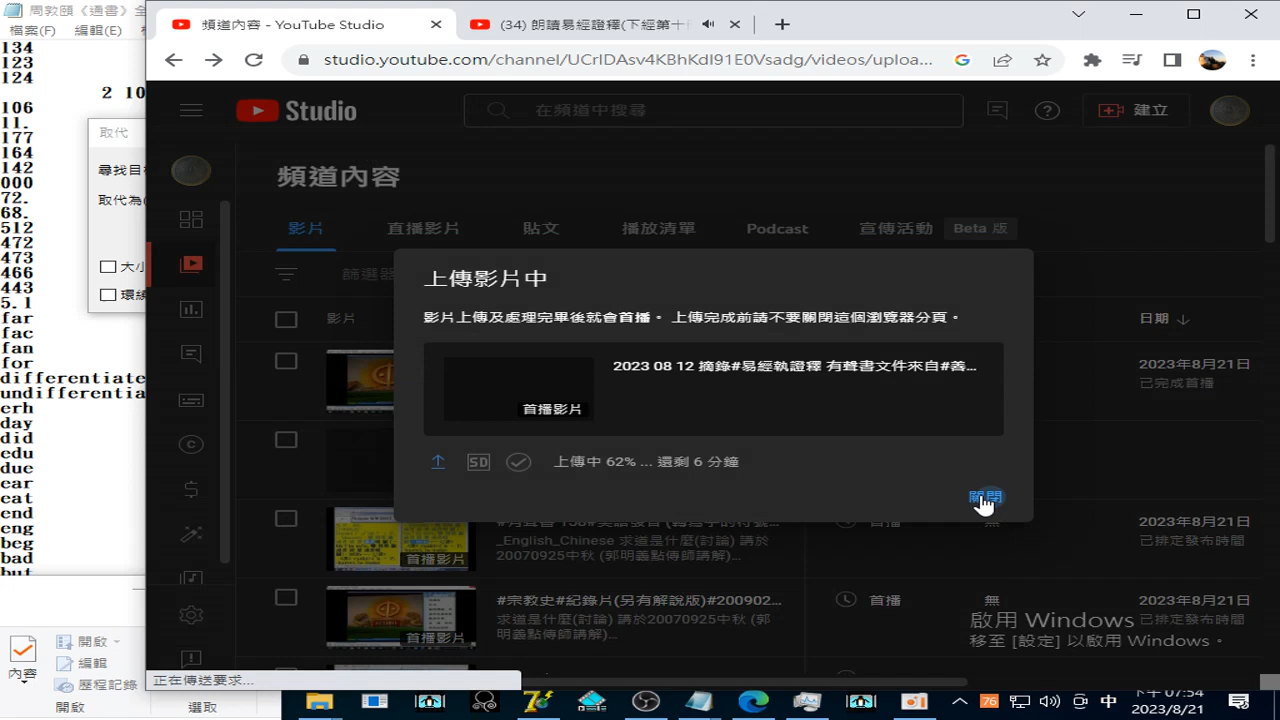 周敦頤《通書》全
檔案(F) 編輯(E)
134
123
124
2 10
106
11.
177
164
142
000
72.
68.
512
472
473
466
443
5.1
far
fac
fan
for
differentiate
undifferentia
erh
day
did
edu
due
ear
eat
end
eng
bcg
bad
but
取代
尋找目
取代為(
大小
環繞
內容
開啟
編輯
歷程記錄
開啟
選取
頻道內容 - YouTube Studio
(34) 朗讀易經證釋(下經第十
studio.youtube.com/channel/UCrIDAsv4KBhKdI91E0Vsadg/videos/uploa...
Studio
在頻道中搜尋
建立
頻道內容
影片 直播影片 貼文 播放清單 Podcast 宣傳活動 Beta 版
篩選器
影片
日期
2023年8月21日
已完成首播
上傳影片中
影片上傳及處理完畢後就會首播。 上傳完成前請不要關閉這個瀏覽器分頁。
2023 08 12 摘錄#易經執證釋 有聲書文件來自#善...
首播影片
SD
上傳中 62% ... 還剩 6 分鐘
關閉
_English_Chinese 求道是什麼(討論) 講於
20070925中秋 (郭明義點傳師講解)...
首播影片
首播
無
2023年8月21日
已排定發布時間
#宗教史#紀錄片(另有解說版)#200902...
求道是什麼(討論) 講於20070925中秋 (郭
明義點傳師講解)...
首播影片
首播
無
2023年8月21日
已排定發布時間
啟用 Windows
移至 [設定] 以啟用 Windows。
正在傳送要求...
76
中
下午 07:54
2023/8/21